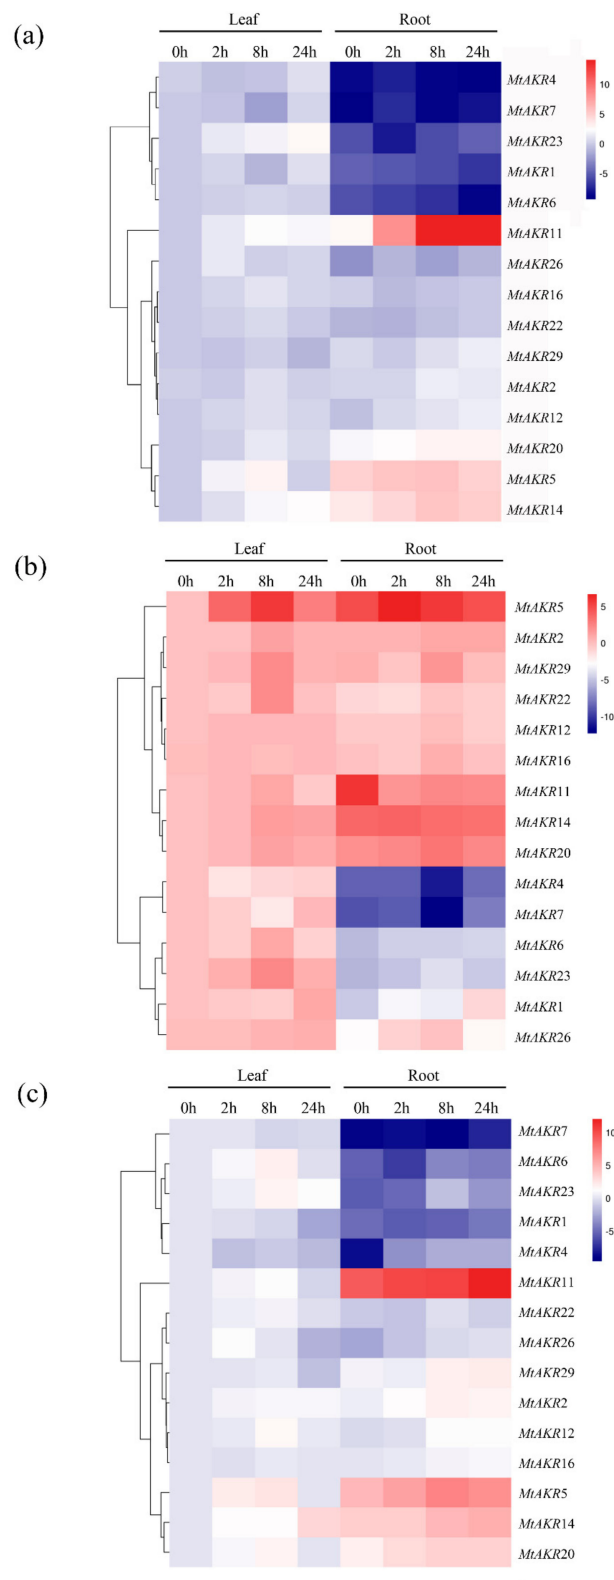 (a)
Leaf Root
0h 2h 8h 24h 0h 2h 8h 24h
MtAKR4
MtAKR7
MtAKR23
MtAKR1
MtAKR6
MtAKR11
MtAKR26
MtAKR16
MtAKR22
MtAKR29
MtAKR2
MtAKR12
MtAKR20
MtAKR5
MtAKR14
10
5
0
-5
(b)
Leaf Root
0h 2h 8h 24h 0h 2h 8h 24h
MtAKR5
MtAKR2
MtAKR29
MtAKR22
MtAKR12
MtAKR16
MtAKR11
MtAKR14
MtAKR20
MtAKR4
MtAKR7
MtAKR6
MtAKR23
MtAKR1
MtAKR26
5
0
-5
-10
(c)
Leaf Root
0h 2h 8h 24h 0h 2h 8h 24h
MtAKR7
MtAKR6
MtAKR23
MtAKR1
MtAKR4
MtAKR11
MtAKR22
MtAKR26
MtAKR29
MtAKR2
MtAKR12
MtAKR16
MtAKR5
MtAKR14
MtAKR20
10
5
0
-5